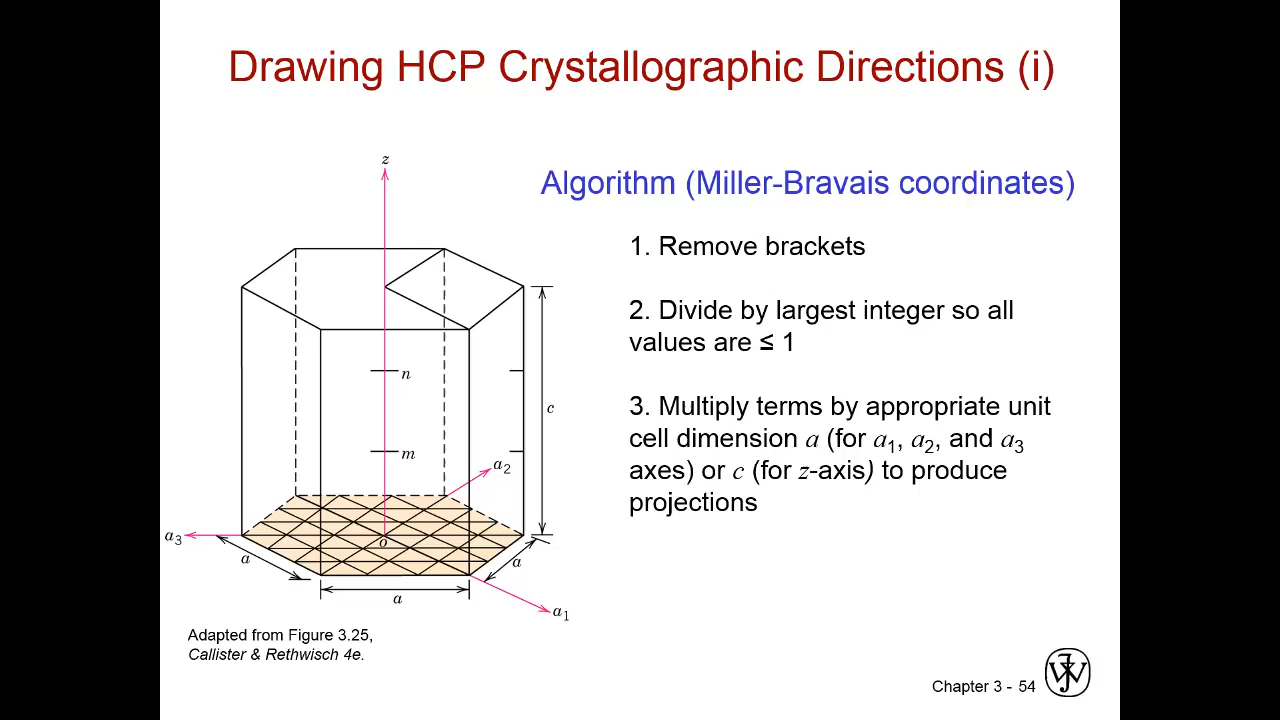 Drawing HCP Crystallographic Directions (i)
Algorithm (Miller-Bravais coordinates)
1. Remove brackets
2. Divide by largest integer so all
values are ≤ 1
3. Multiply terms by appropriate unit
cell dimension a (for a₁, a₂, and a₃
axes) or c (for z-axis) to produce
projections
z
n
c
m
a₂
a₃
o
a
a
a
a₁
Adapted from Figure 3.25,
Callister & Rethwisch 4e.
Chapter 3 - 54